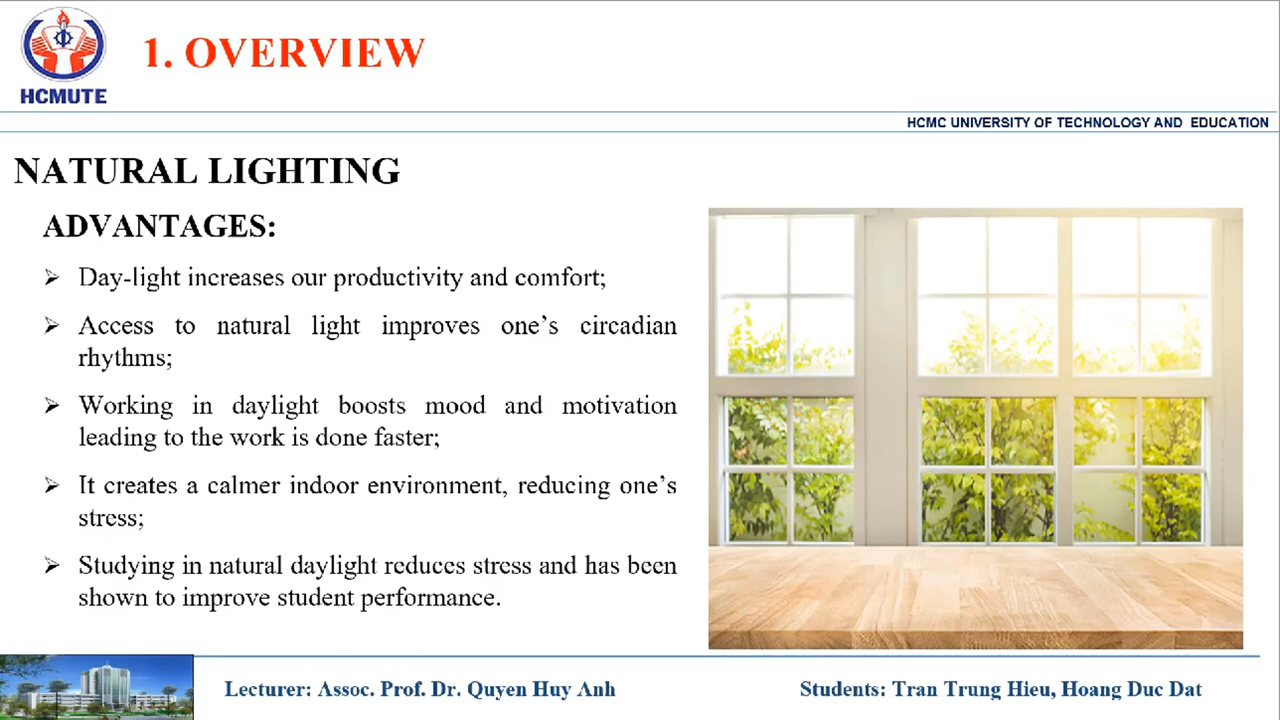 HCMUTE
1. OVERVIEW
HCMC UNIVERSITY OF TECHNOLOGY AND EDUCATION
NATURAL LIGHTING
ADVANTAGES:
➢ Day-light increases our productivity and comfort;
➢ Access to natural light improves one’s circadian
rhythms;
➢ Working in daylight boosts mood and motivation
leading to the work is done faster;
➢ It creates a calmer indoor environment, reducing one’s
stress;
➢ Studying in natural daylight reduces stress and has been
shown to improve student performance.
Lecturer: Assoc. Prof. Dr. Quyen Huy Anh
Students: Tran Trung Hieu, Hoang Duc Dat